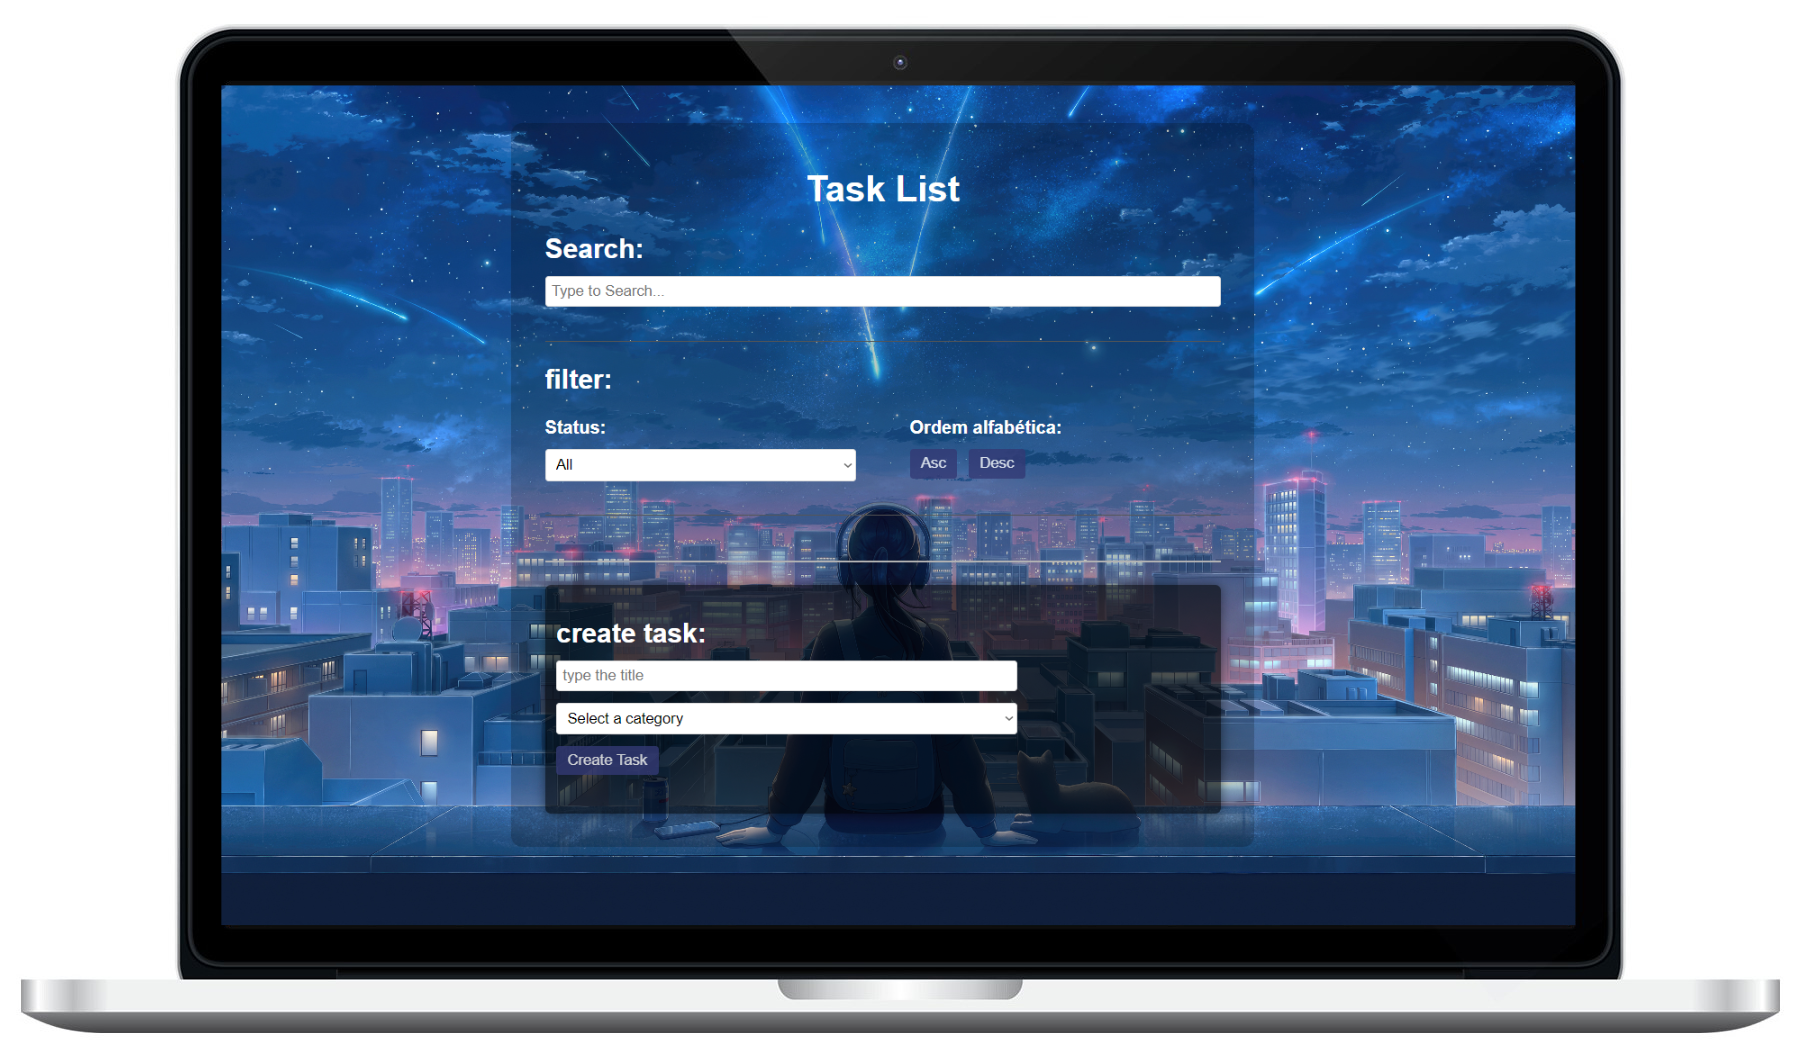 Task List
Search:
Type to Search...
filter:
Status:
Ordem alfabética:
All
Asc
Desc
create task:
type the title
Select a category
Create Task